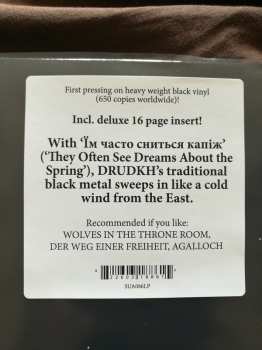 First pressing on heavy weight black vinyl
(650 copies worldwide)!
Incl. deluxe 16 page insert!
With ‘Їм часто сниться капіж’
(‘They Often See Dreams About the
Spring’), DRUDKH’s traditional
black metal sweeps in like a cold
wind from the East.
Recommended if you like:
WOLVES IN THE THRONE ROOM,
DER WEG EINER FREIHEIT, AGALLOCH
SUA086LP